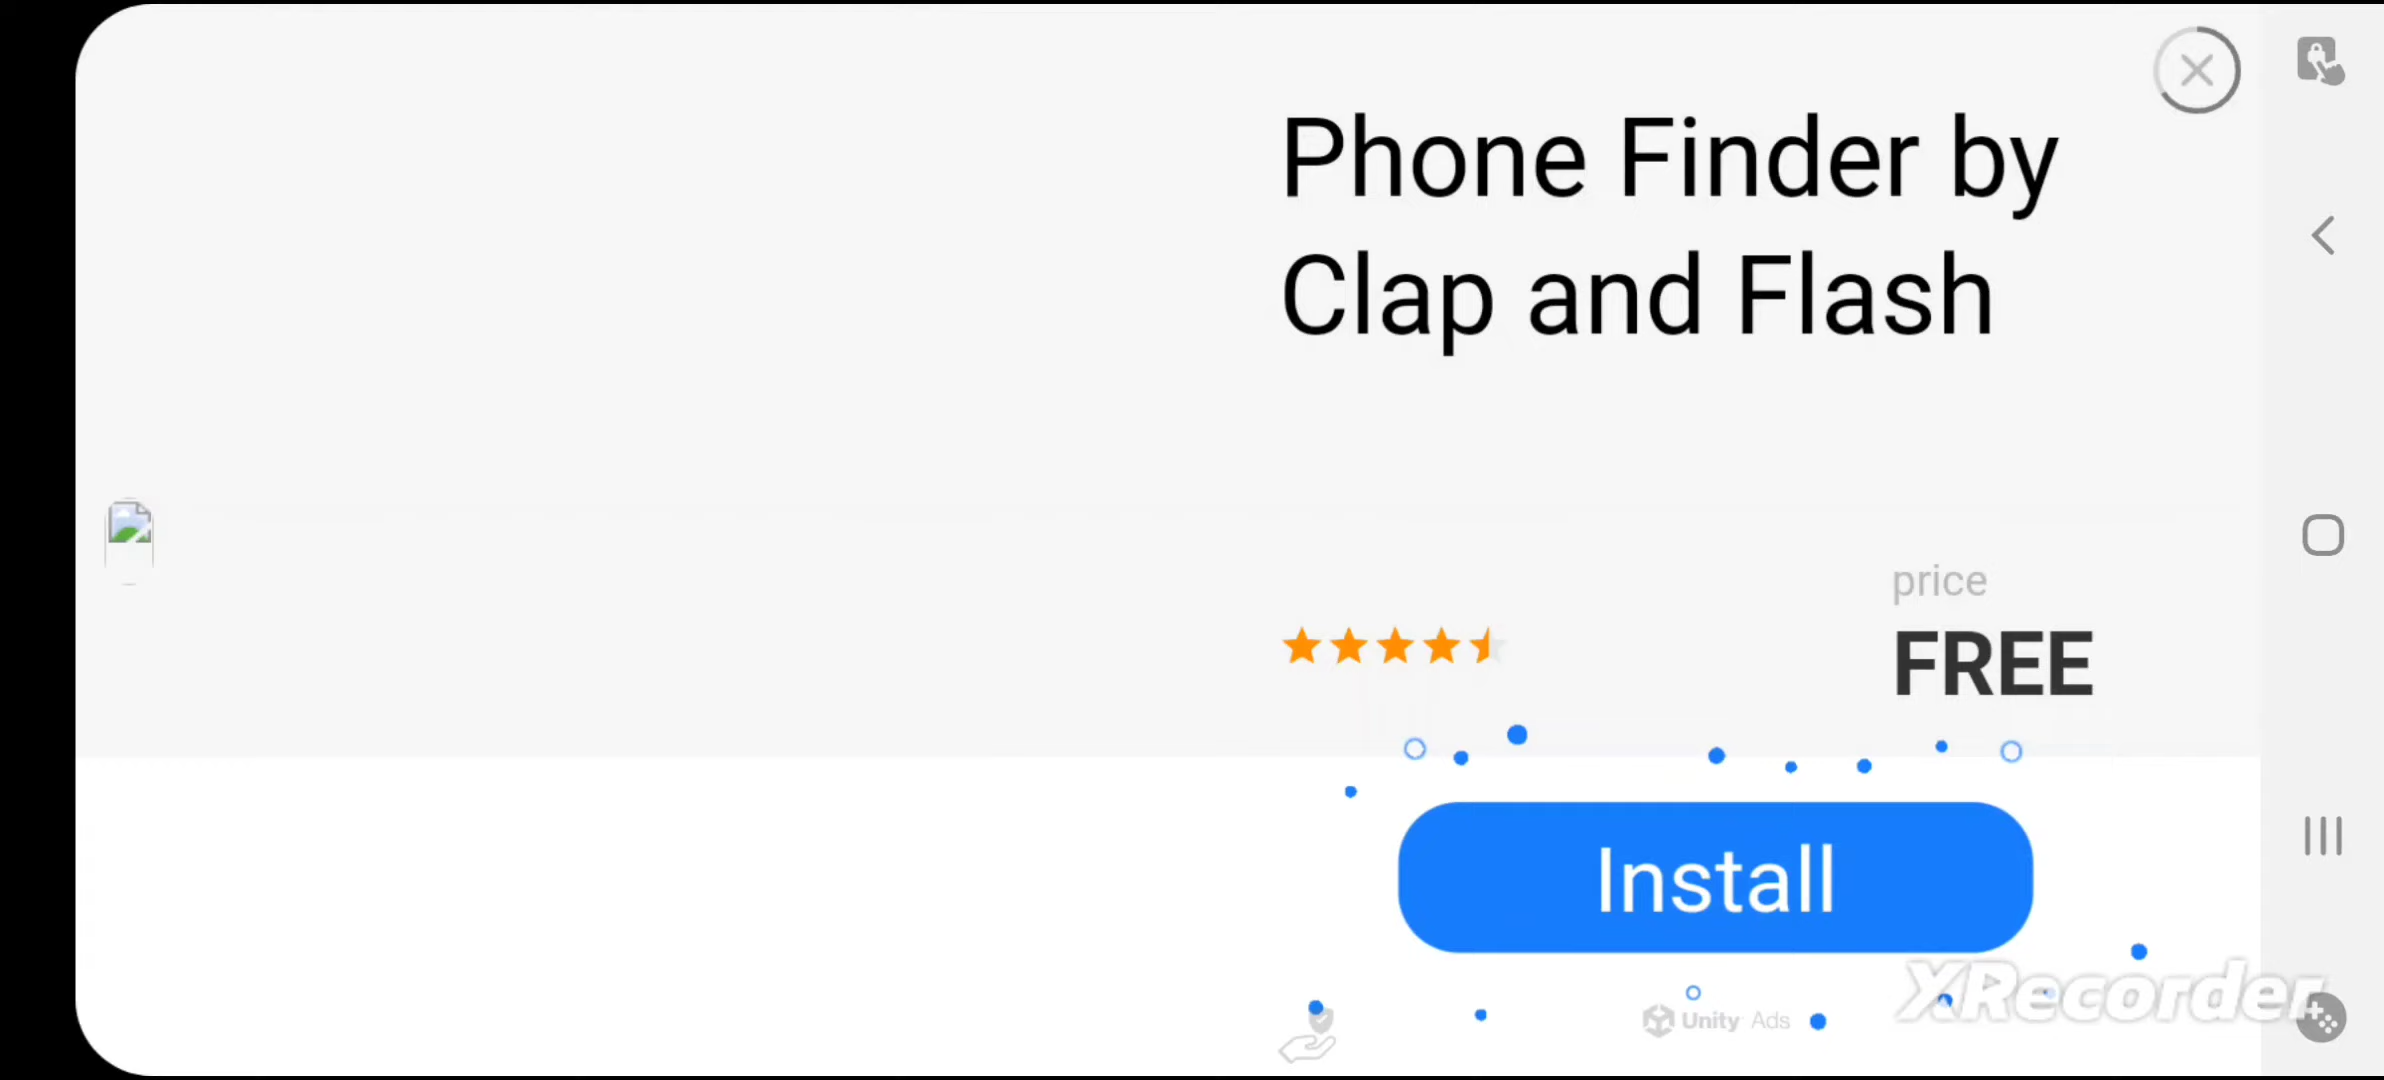 Phone Finder by
Clap and Flash
price
FREE
Install
Unity Ads
XRecorder